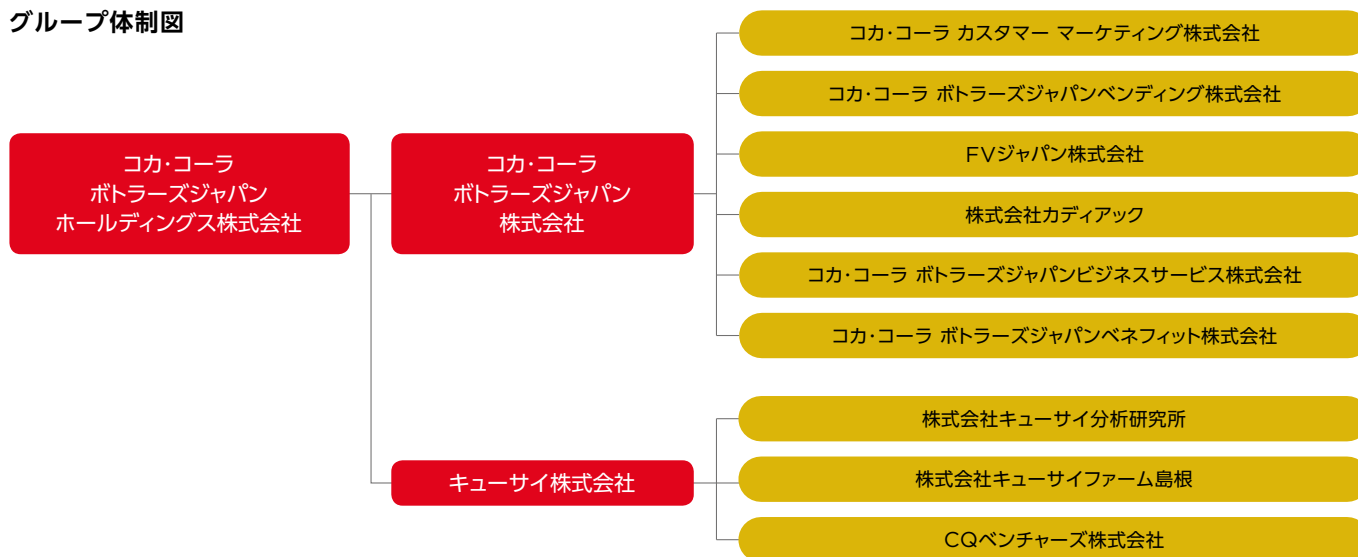 グループ体制図
コカ・コーラ
ボトラーズジャパン
ホールディングス株式会社
コカ・コーラ
ボトラーズジャパン
株式会社
コカ・コーラ カスタマー マーケティング株式会社
コカ・コーラ ボトラーズジャパンベンディング株式会社
FVジャパン株式会社
株式会社カディアック
コカ・コーラ ボトラーズジャパンビジネスサービス株式会社
コカ・コーラ ボトラーズジャパンベネフィット株式会社
キューサイ株式会社
株式会社キューサイ分析研究所
株式会社キューサイファーム島根
CQベンチャーズ株式会社